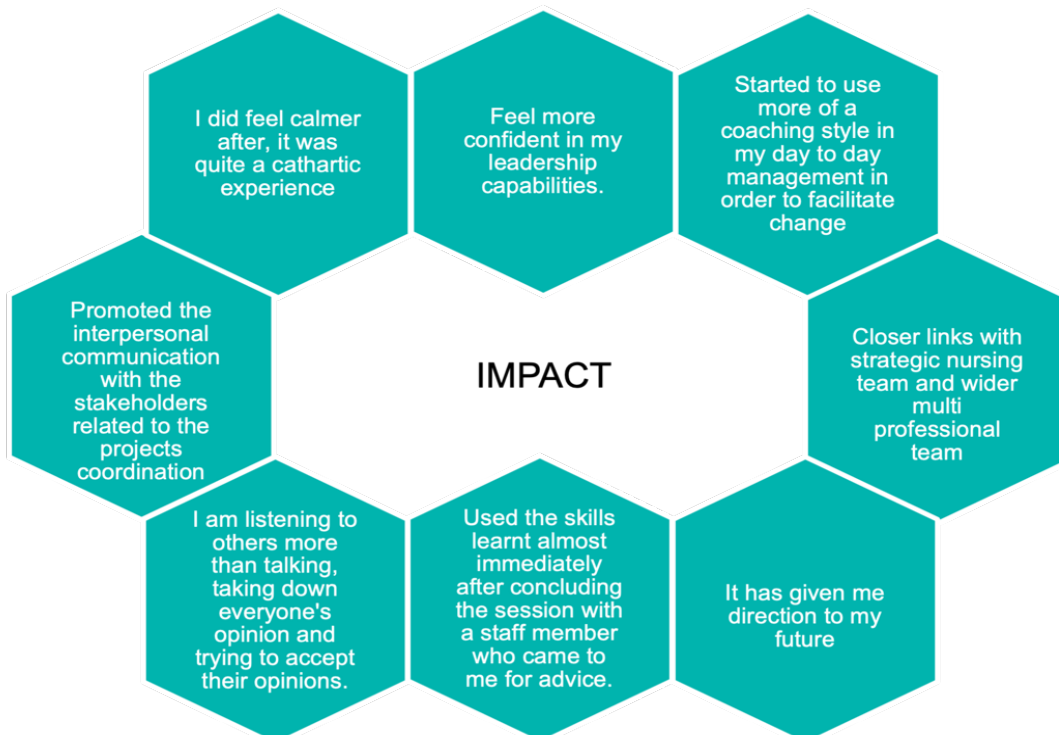 I did feel calmer
after, it was
quite a cathartic
experience
Feel more
confident in my
leadership
capabilities.
Started to use
more of a
coaching style in
my day to day
management in
order to facilitate
change
Promoted the
interpersonal
communication
with the
stakeholders
related to the
projects
coordination
IMPACT
Closer links with
strategic nursing
team and wider
multi
professional
team
I am listening to
others more
than talking,
taking down
everyone's
opinion and
trying to accept
their opinions.
Used the skills
learnt almost
immediately
after concluding
the session with
a staff member
who came to
me for advice.
It has given me
direction to my
future